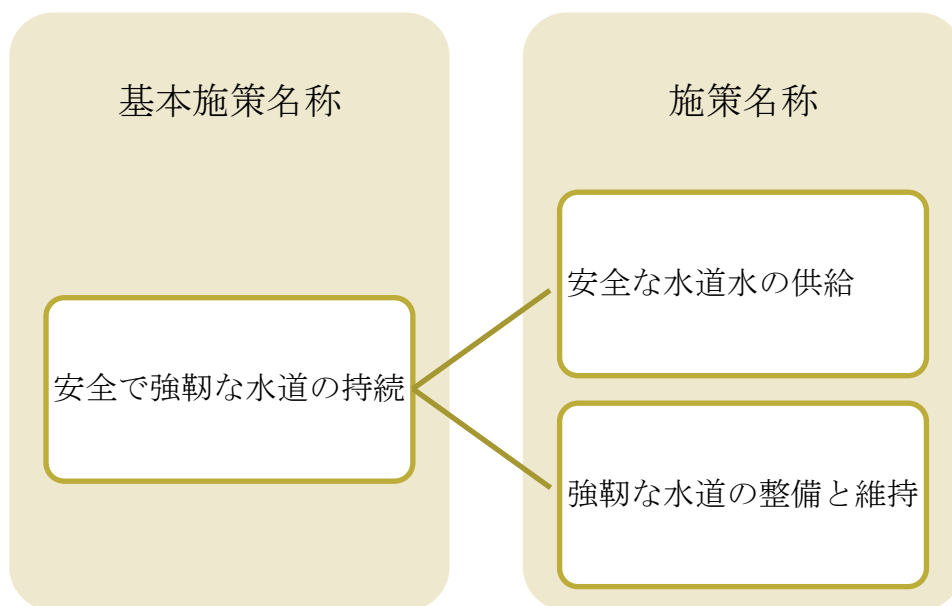 基本施策名称
施策名称
安全で強靭な水道の持続
安全な水道水の供給
強靭な水道の整備と維持